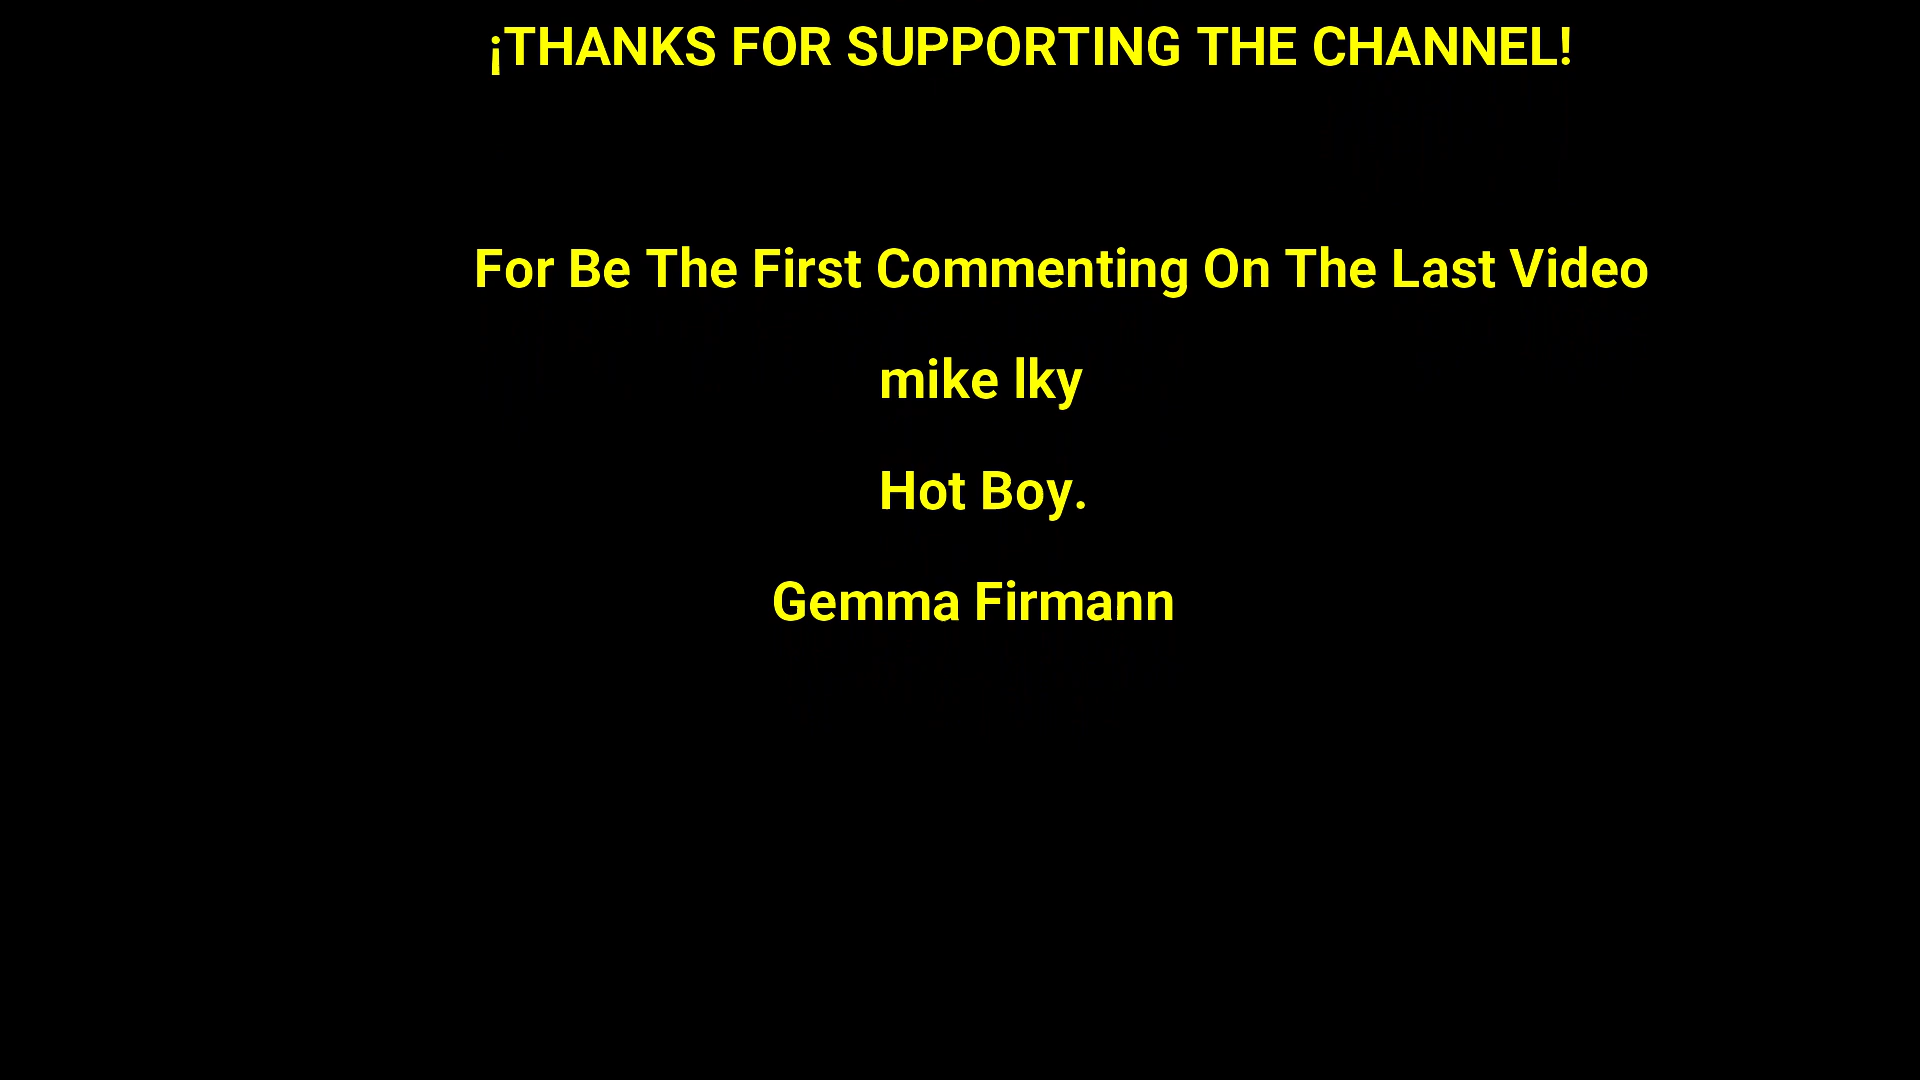 ¡THANKS FOR SUPPORTING THE CHANNEL!
For Be The First Commenting On The Last Video
mike lky
Hot Boy.
Gemma Firmann